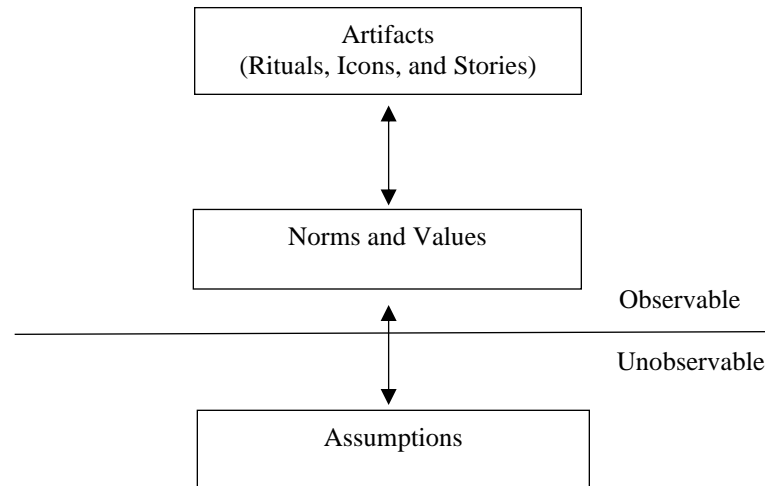 Artifacts
(Rituals, Icons, and Stories)
Norms and Values
Observable
Unobservable
Assumptions